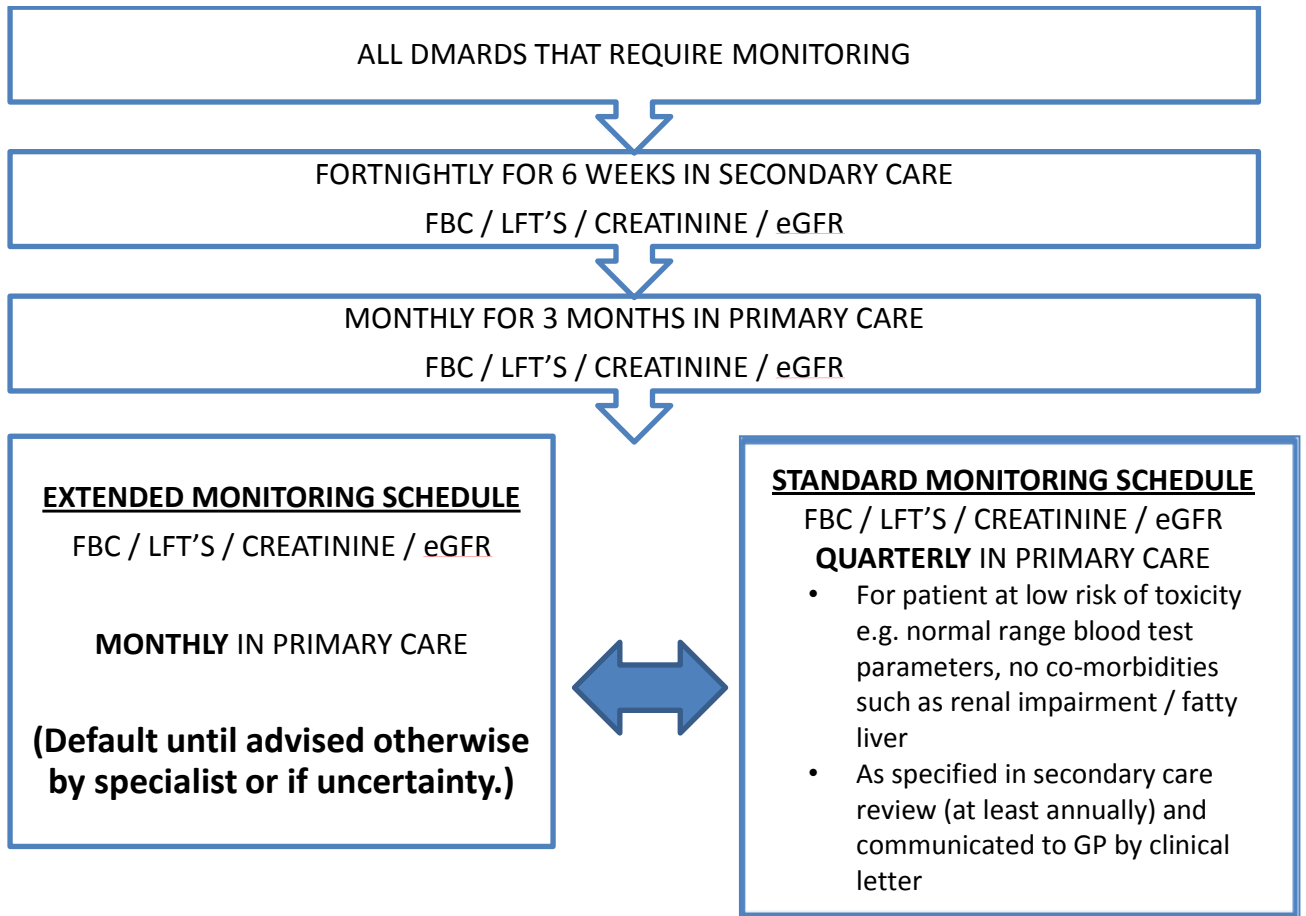 ALL DMARDS THAT REQUIRE MONITORING
FORTNIGHTLY FOR 6 WEEKS IN SECONDARY CARE
FBC / LFT’S / CREATININE / eGFR
MONTHLY FOR 3 MONTHS IN PRIMARY CARE
FBC / LFT’S / CREATININE / eGFR
EXTENDED MONITORING SCHEDULE
FBC / LFT’S / CREATININE / eGFR
MONTHLY IN PRIMARY CARE
(Default until advised otherwise
by specialist or if uncertainty.)
STANDARD MONITORING SCHEDULE
FBC / LFT’S / CREATININE / eGFR
QUARTERLY IN PRIMARY CARE
• For patient at low risk of toxicity
e.g. normal range blood test
parameters, no co-morbidities
such as renal impairment / fatty
liver
• As specified in secondary care
review (at least annually) and
communicated to GP by clinical
letter